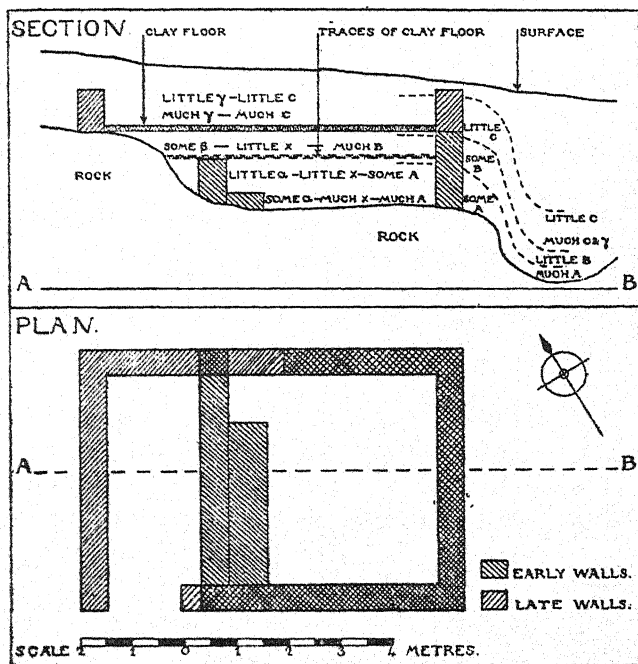 SECTION.
CLAY FLOOR
TRACES OF CLAY FLOOR
SURFACE
LITTLE γ – LITTLE C
MUCH γ — MUCH C
LITTLE C
SOME β — LITTLE X — MUCH B
SOME B
ROCK
LITTLE α – LITTLE X – SOME A
SOME A
SOME α – MUCH X – MUCH A
LITTLE C
ROCK
MUCH C & γ
LITTLE B
MUCH A
A
B
PLAN.
A
B
EARLY WALLS.
LATE WALLS.
SCALE 2 1 0 1 2 3 4 METRES.